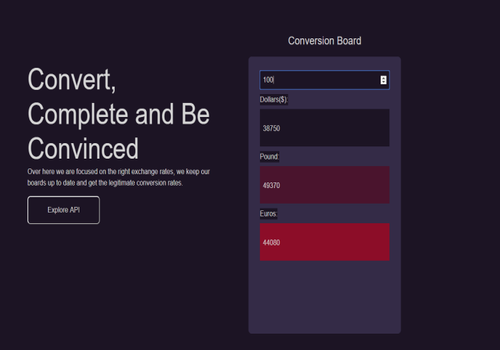 Conversion Board
Convert,
Complete and Be
Convinced
Over here we are focused on the right exchange rates, we keep our
boards up to date and get the legitimate conversion rates.
Explore API
100
Dollars($):
38750
Pound:
49370
Euros:
44080